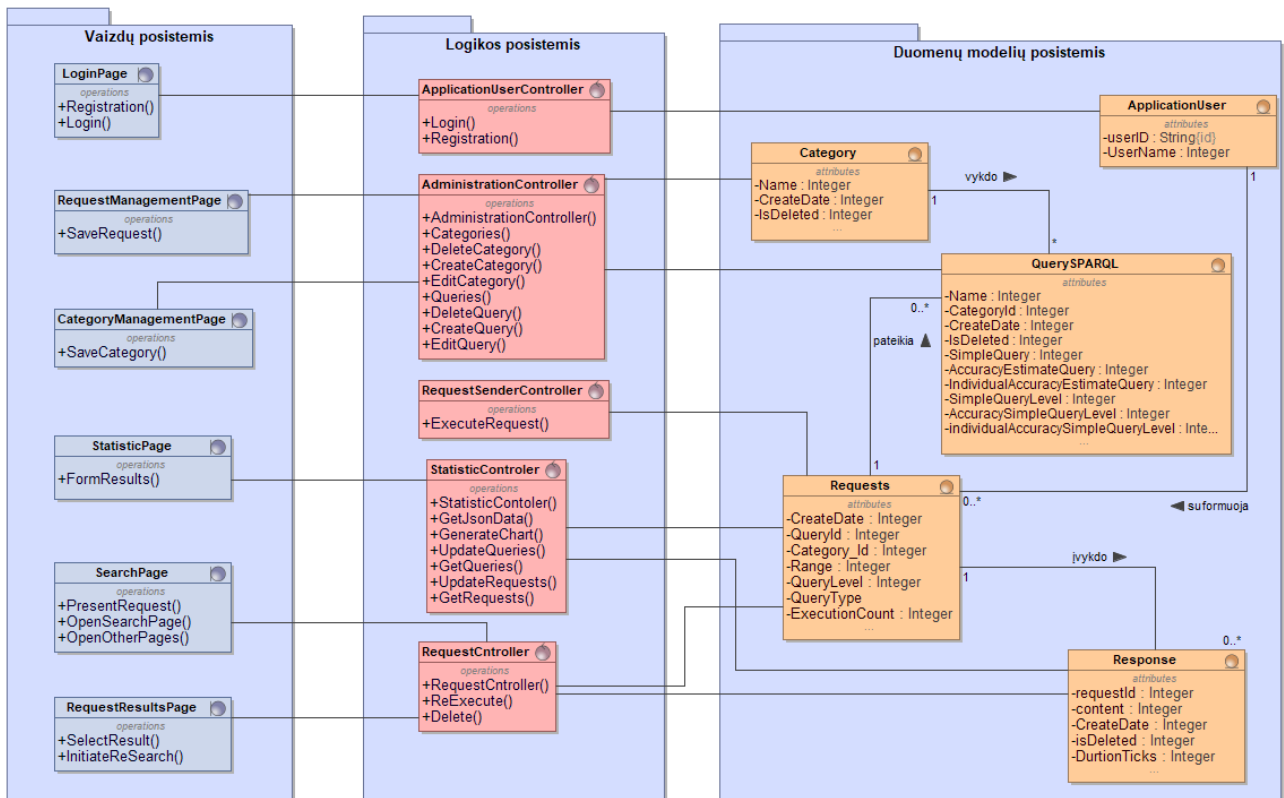 Vaizdų posistemis
LoginPage
operations
+Registration()
+Login()
RequestManagementPage
operations
+SaveRequest()
CategoryManagementPage
operations
+SaveCategory()
StatisticPage
operations
+FormResults()
SearchPage
operations
+PresentRequest()
+OpenSearchPage()
+OpenOtherPages()
RequestResultsPage
operations
+SelectResult()
+InitiateReSearch()
Logikos posistemis
ApplicationUserController
operations
+Login()
+Registration()
AdministrationController
operations
+AdministrationController()
+Categories()
+DeleteCategory()
+CreateCategory()
+EditCategory()
+Queries()
+DeleteQuery()
+CreateQuery()
+EditQuery()
RequestSenderController
operations
+ExecuteRequest()
StatisticControler
operations
+StatisticContoler()
+GetJsonData()
+GenerateChart()
+UpdateQueries()
+GetQueries()
+UpdateRequests()
+GetRequests()
RequestCntroller
operations
+RequestCntroller()
+ReExecute()
+Delete()
Duomenų modelių posistemis
ApplicationUser
attributes
-userID : String{id}
-UserName : Integer
1
Category
attributes
-Name : Integer
-CreateDate : Integer
-IsDeleted : Integer
...
vykdo
1
*
QuerySPARQL
attributes
-Name : Integer
-CategoryId : Integer
-CreateDate : Integer
-IsDeleted : Integer
-SimpleQuery : Integer
-AccuracyEstimateQuery : Integer
-IndividualAccuracyEstimateQuery : Integer
-SimpleQueryLevel : Integer
-AccuracySimpleQueryLevel : Integer
-individualAccuracySimpleQueryLevel : Inte...
...
0..*
pateikia
1
Requests
attributes
-CreateDate : Integer
-QueryId : Integer
-Category_Id : Integer
-Range : Integer
-QueryLevel : Integer
-QueryType
-ExecutionCount : Integer
...
0..*
suformuoja
įvykdo
1
0..*
Response
attributes
-requestId : Integer
-content : Integer
-CreateDate : Integer
-isDeleted : Integer
-DurtionTicks : Integer
...